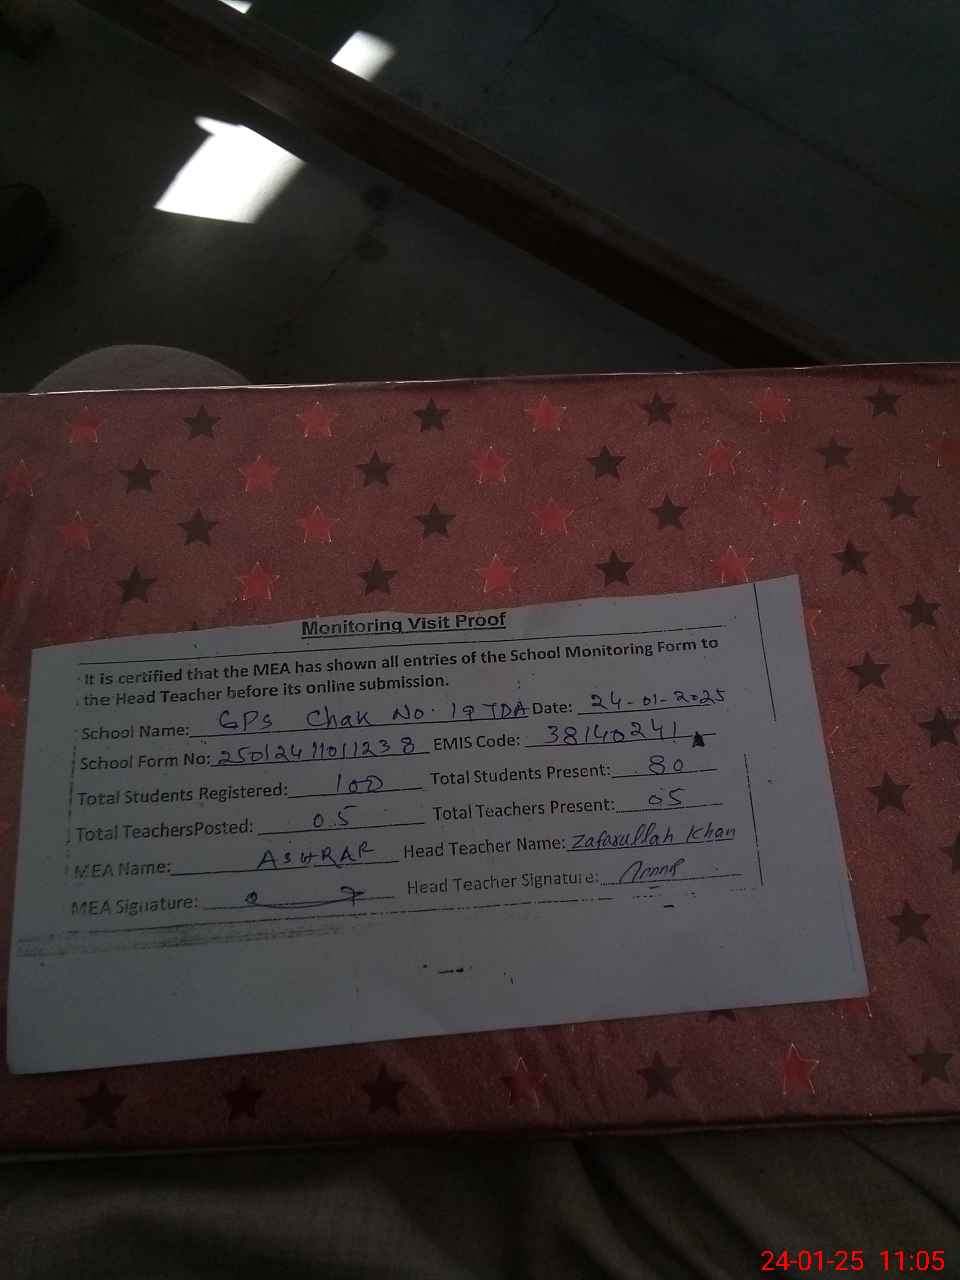 Monitoring Visit Proof
It is certified that the MEA has shown all entries of the School Monitoring Form to
the Head Teacher before its online submission.
School Name: GPS Chak No. 19 TDA Date: 24-01-2025
School Form No: 25012411011238 EMIS Code: 38140241
Total Students Registered: 100 Total Students Present: 80
Total TeachersPosted: 05 Total Teachers Present: 05
MEA Name: ASHRAF Head Teacher Name: Zafarullah Khan
MEA Signature: Head Teacher Signature:
24-01-25 11:05